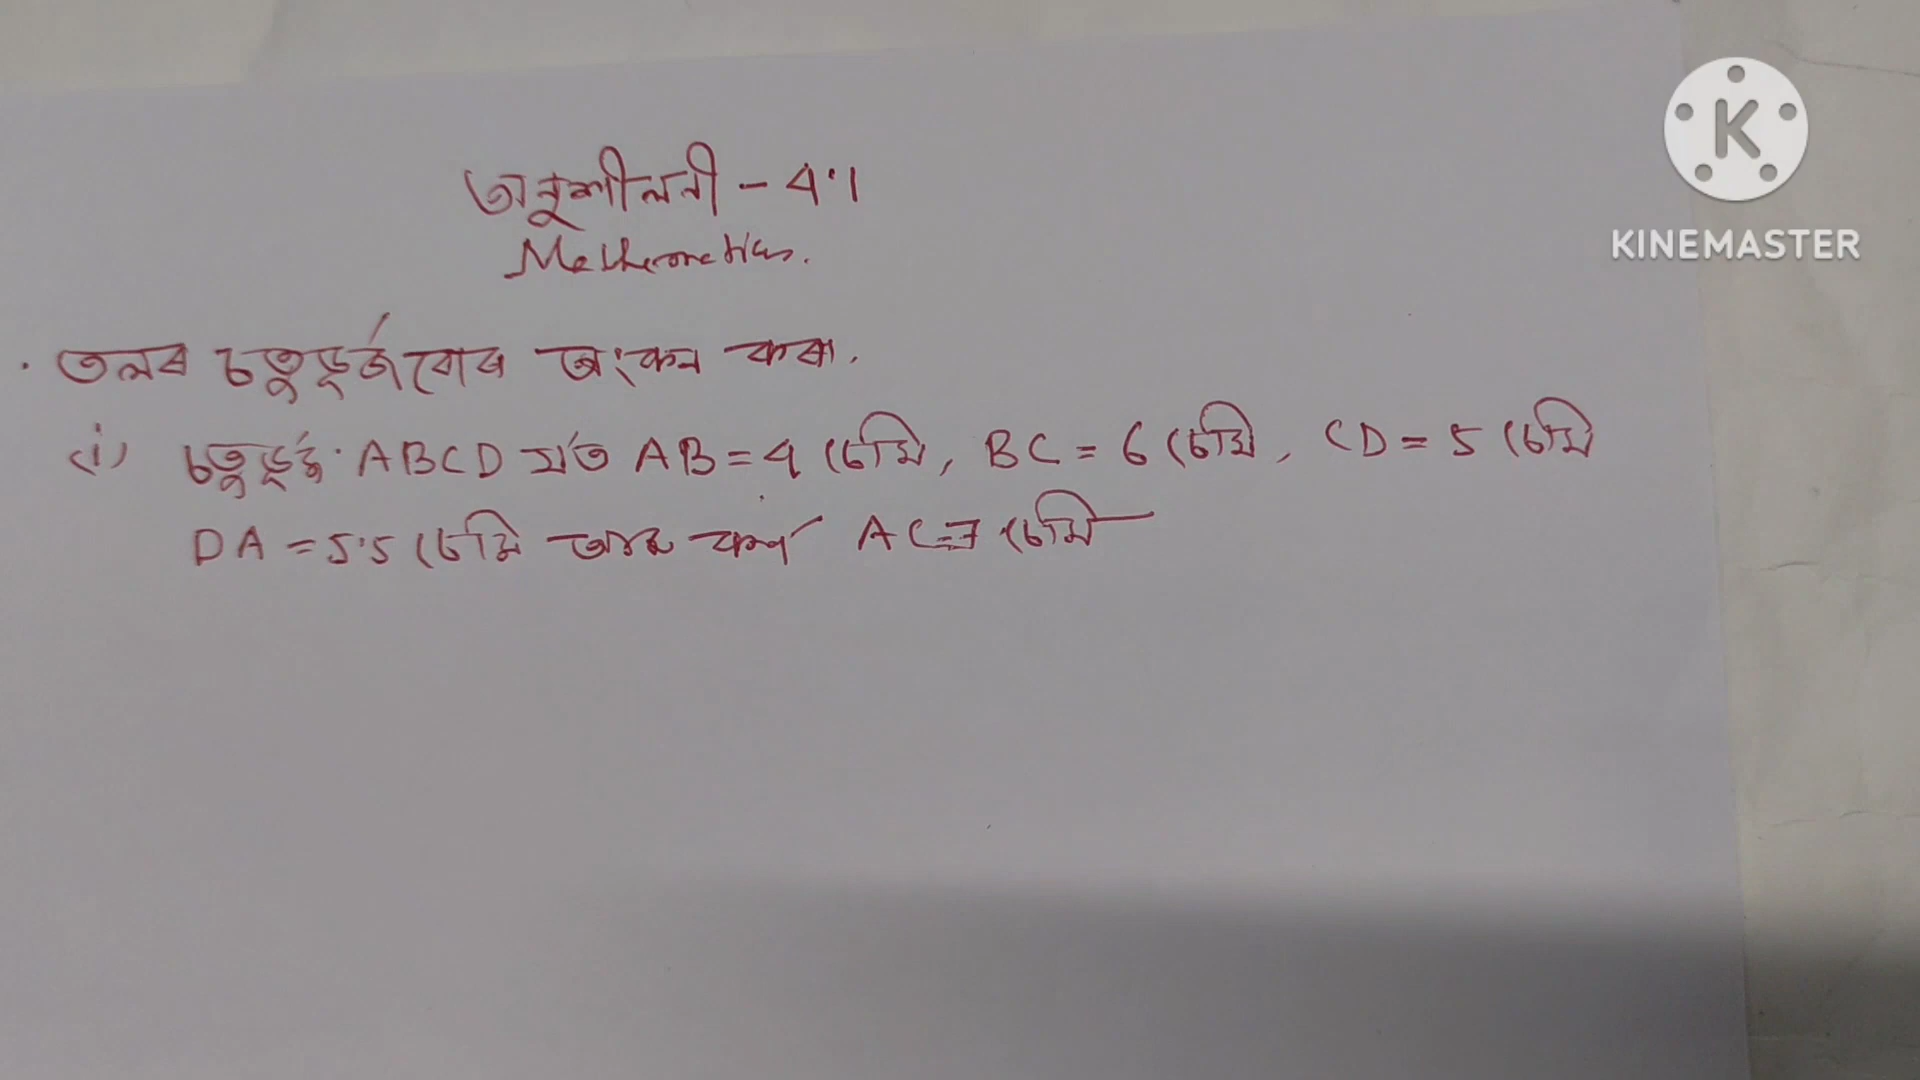 অনুশীলনী - 4.1
Mathematics.
KINEMASTER
তলৰ চতুৰ্ভূৰ্জবোৰ অংকন কৰা.
(i) চতুৰ্ভূজ ABCD যত AB = 4 চেমি, BC = 6 চেমি, CD = 5 চেমি
DA = 5.5 চেমি আৰু কৰ্ণ AC = 7 চেমি